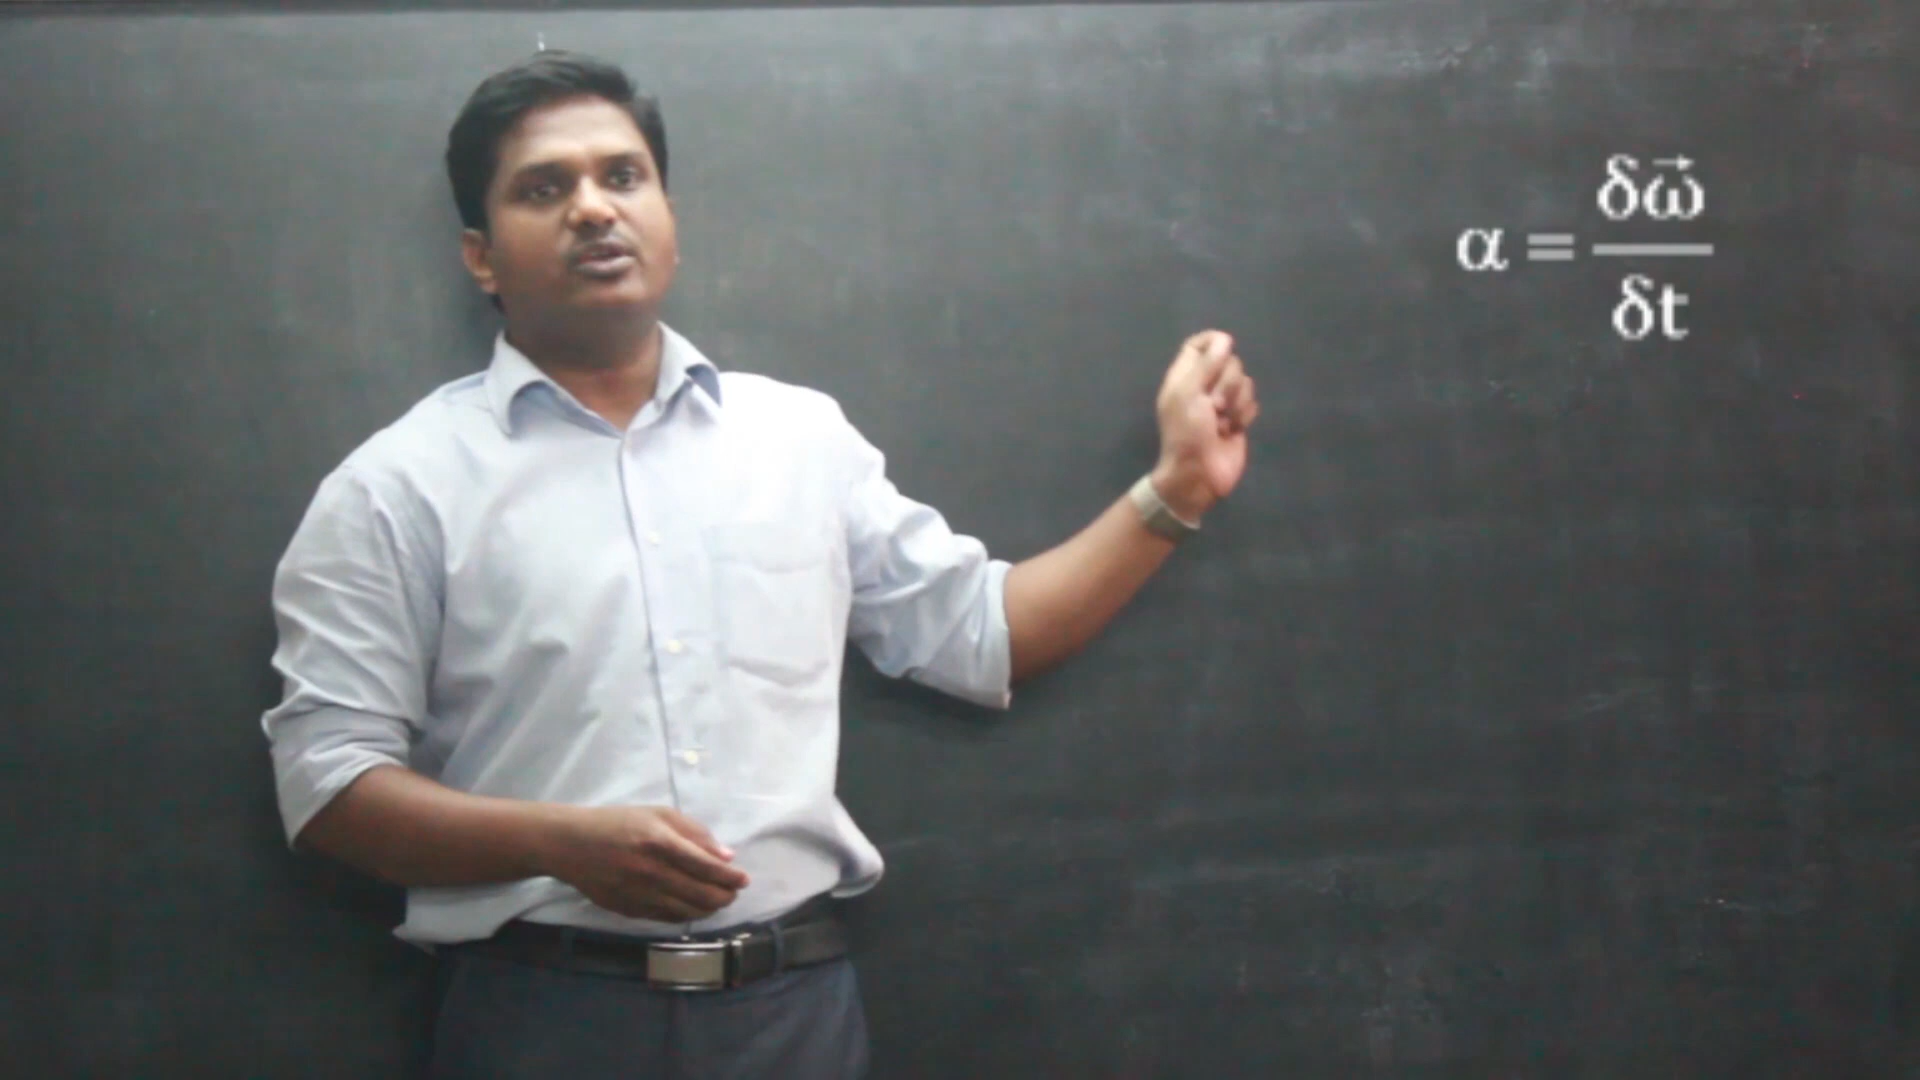 α = δω⃗ / δt